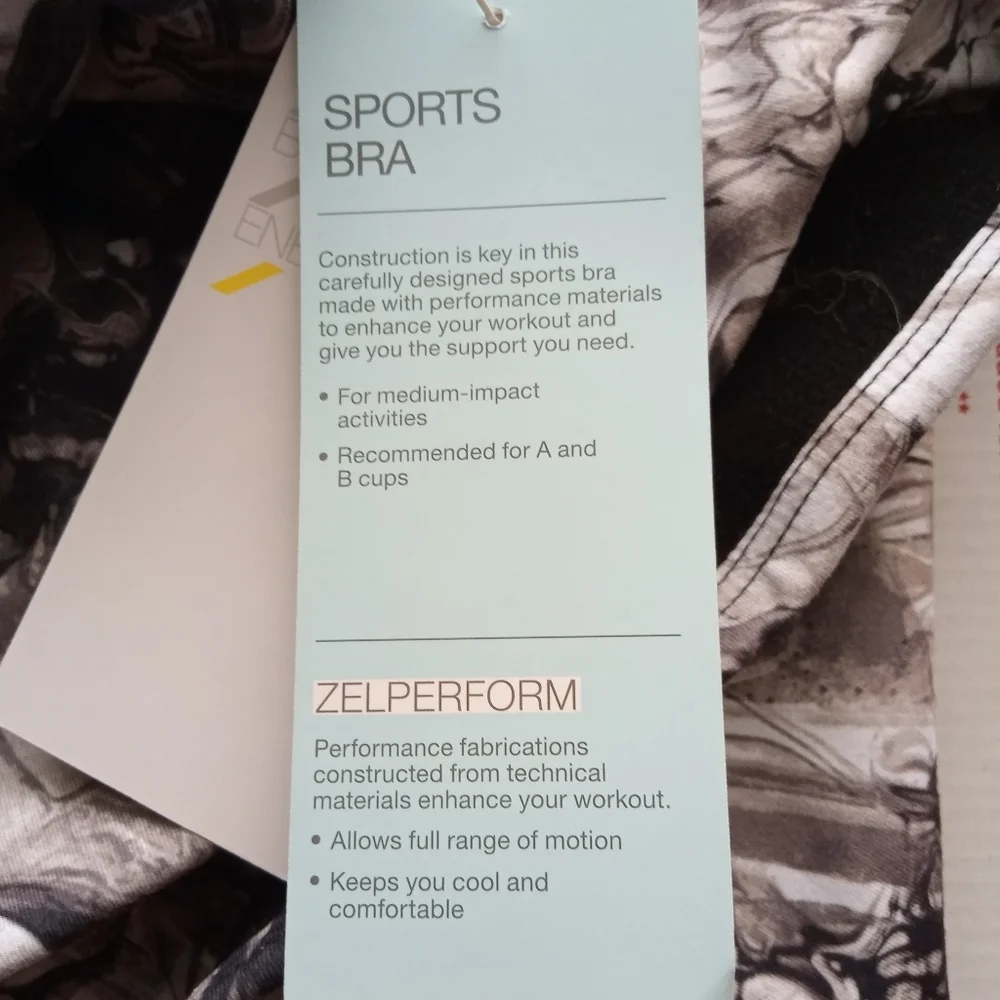 SPORTS
BRA
Construction is key in this
carefully designed sports bra
made with performance materials
to enhance your workout and
give you the support you need.
• For medium-impact
activities
• Recommended for A and
B cups
ZELPERFORM
Performance fabrications
constructed from technical
materials enhance your workout.
• Allows full range of motion
• Keeps you cool and
comfortable